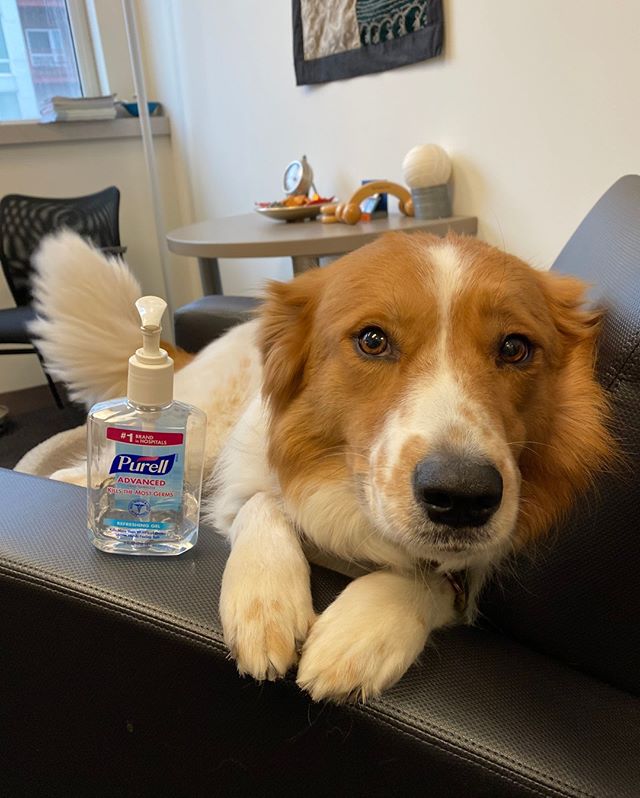 #1 BRAND
IN HOSPITALS
Purell
ADVANCED
KILLS THE MOST GERMS
REFRESHING GEL